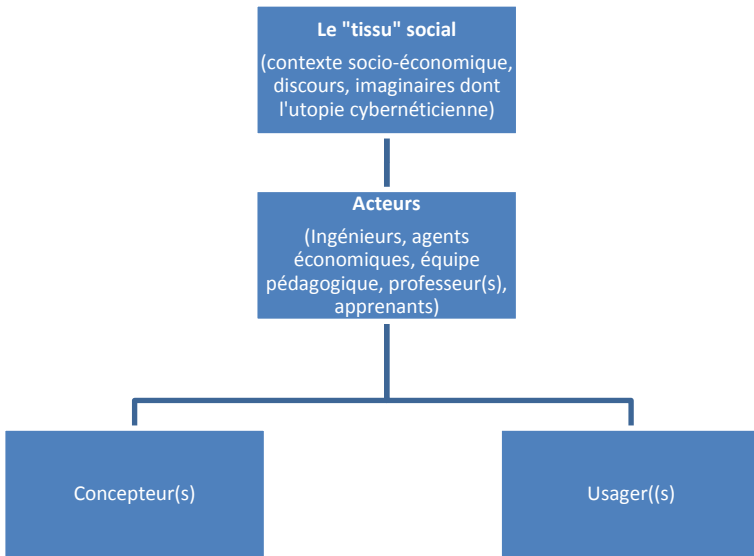 Le "tissu" social
(contexte socio-économique,
discours, imaginaires dont
l'utopie cybernéticienne)
Acteurs
(Ingénieurs, agents
économiques, équipe
pédagogique, professeur(s),
apprenants)
Concepteur(s)
Usager((s)